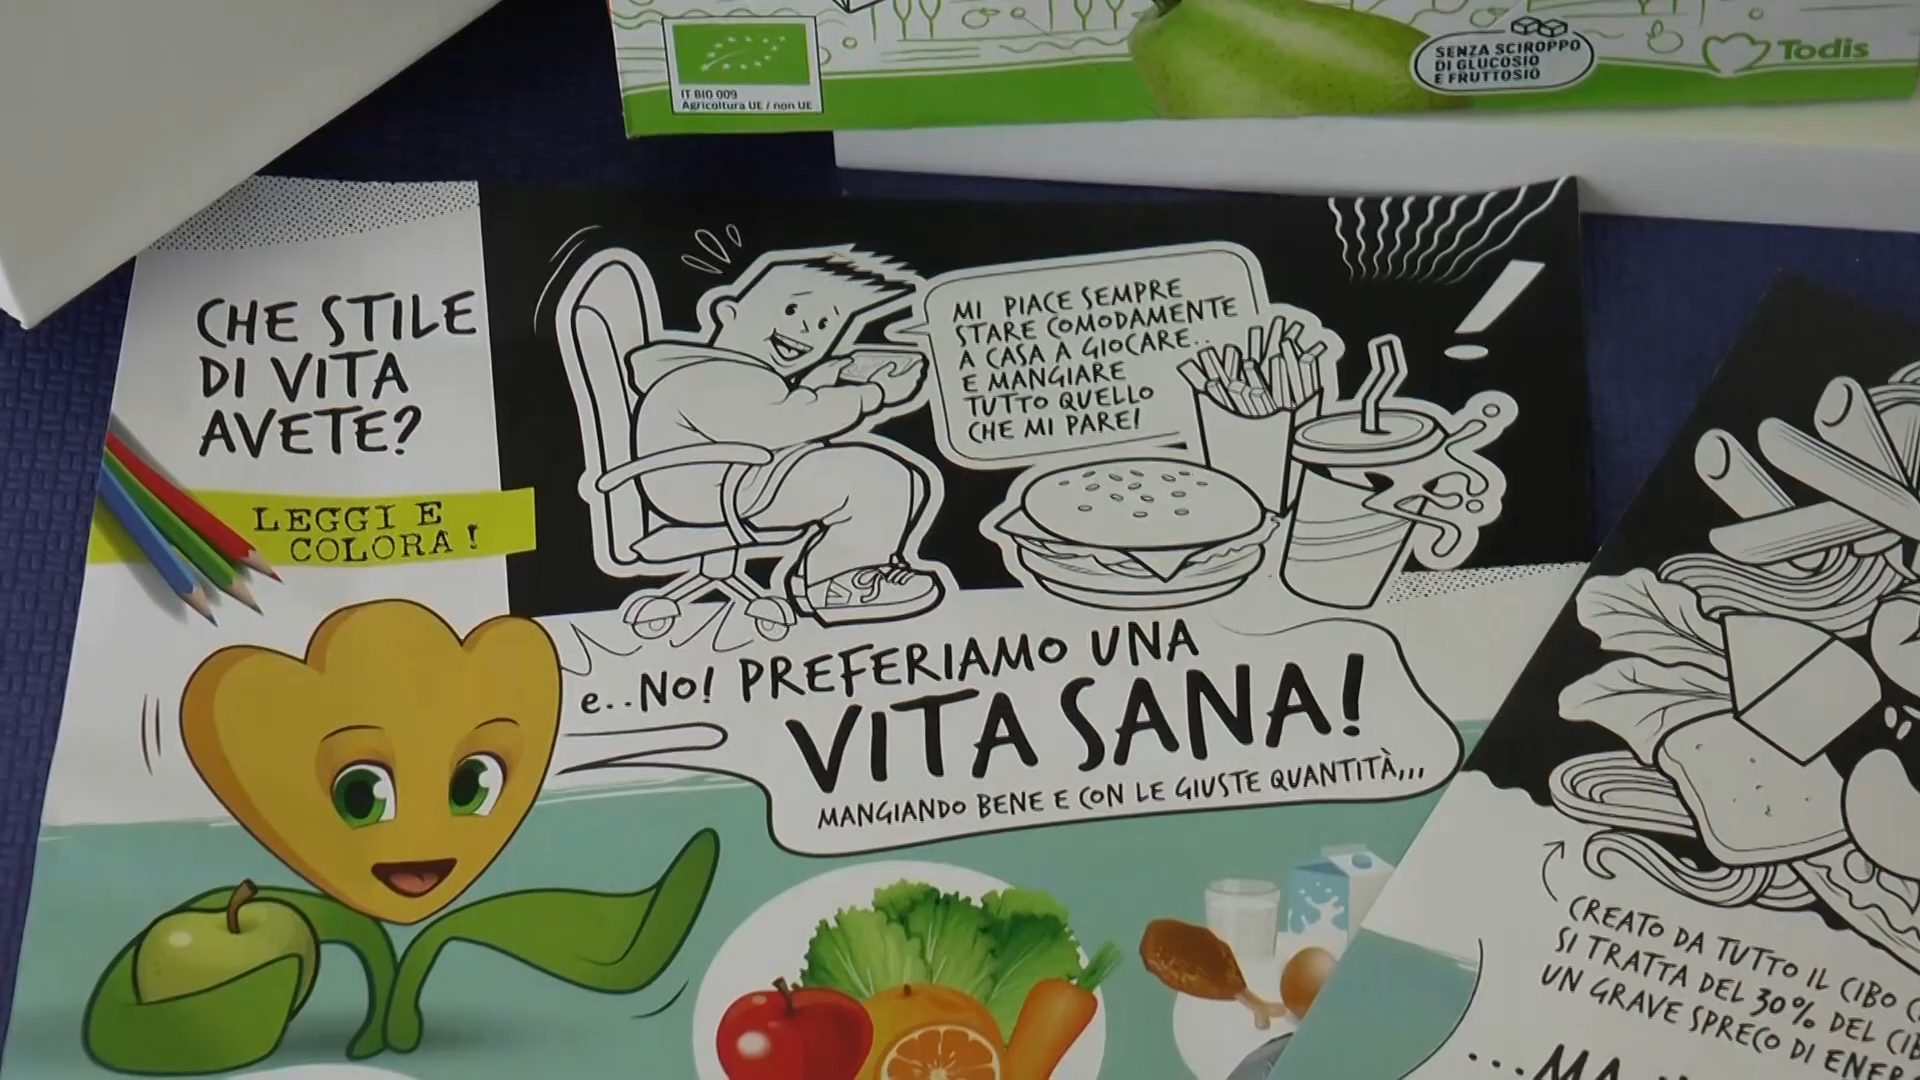 IT BIO 009
Agricoltura UE / non UE
SENZA SCIROPPO
DI GLUCOSIO
E FRUTTOSIO
Todis
CHE STILE
DI VITA
AVETE?
LEGGI E
COLORA!
MI PIACE SEMPRE
STARE COMODAMENTE
A CASA A GIOCARE..
E MANGIARE
TUTTO QUELLO
CHE MI PARE!
!
e..NO! PREFERIAMO UNA
VITA SANA!
MANGIANDO BENE E CON LE GIUSTE QUANTITÀ...
CREATO DA TUTTO IL CIBO
SI TRATTA DEL 30% DEL
UN GRAVE SPRECO DI